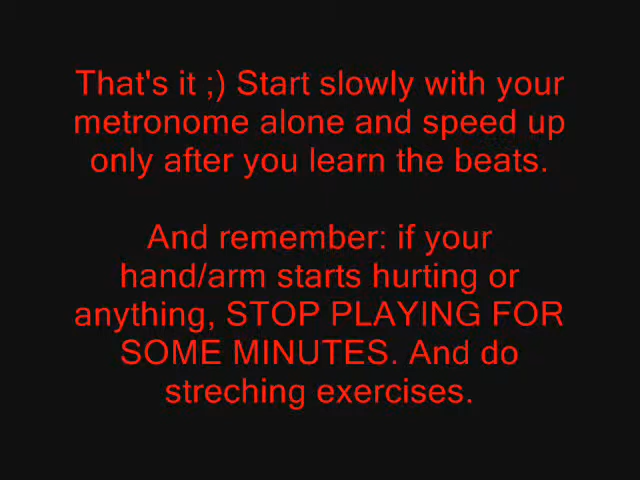 That's it ;) Start slowly with your
metronome alone and speed up
only after you learn the beats.
And remember: if your
hand/arm starts hurting or
anything, STOP PLAYING FOR
SOME MINUTES. And do
streching exercises.